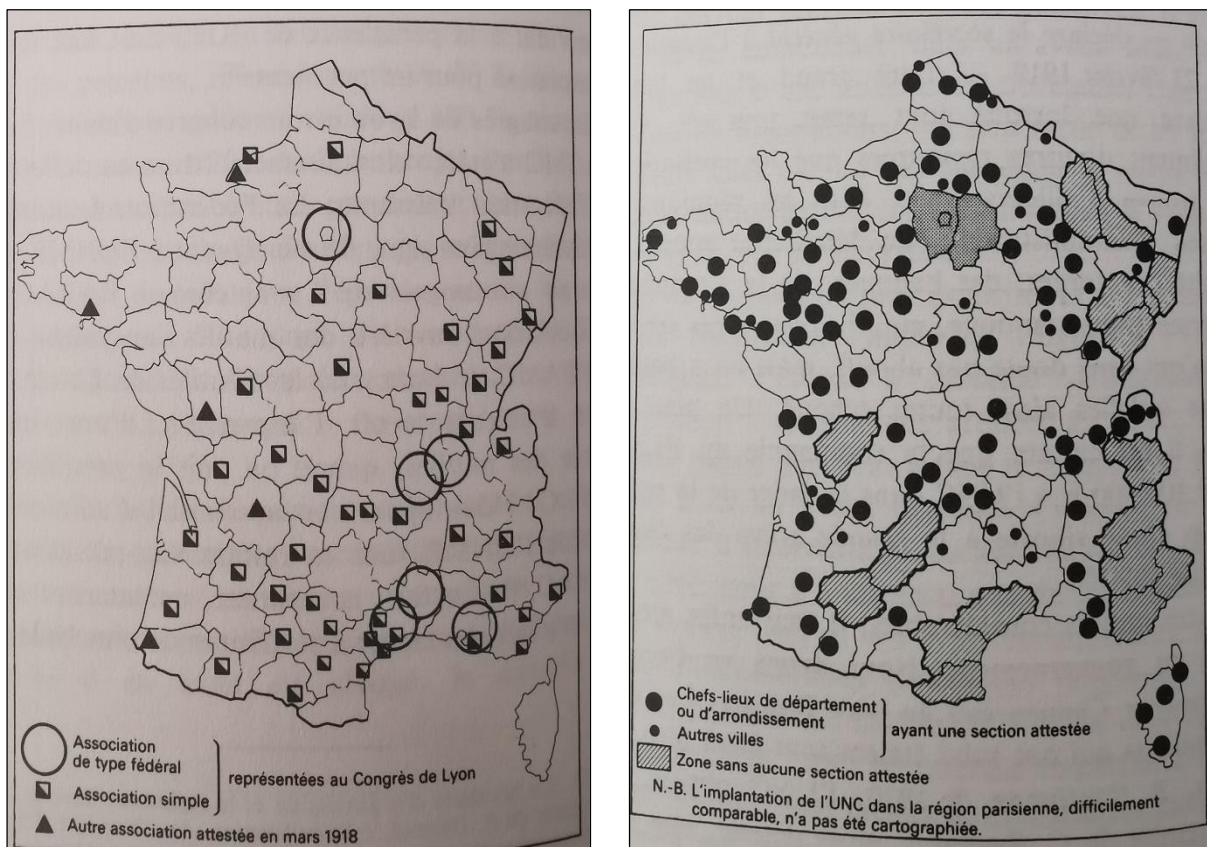 Association
de type fédéral
Association simple
représentées au Congrès de Lyon
Autre association attestée en mars 1918
Chefs-lieux de département
ou d'arrondissement
Autres villes
ayant une section attestée
Zone sans aucune section attestée
N.-B. L'implantation de l'UNC dans la région parisienne, difficilement
comparable, n'a pas été cartographiée.